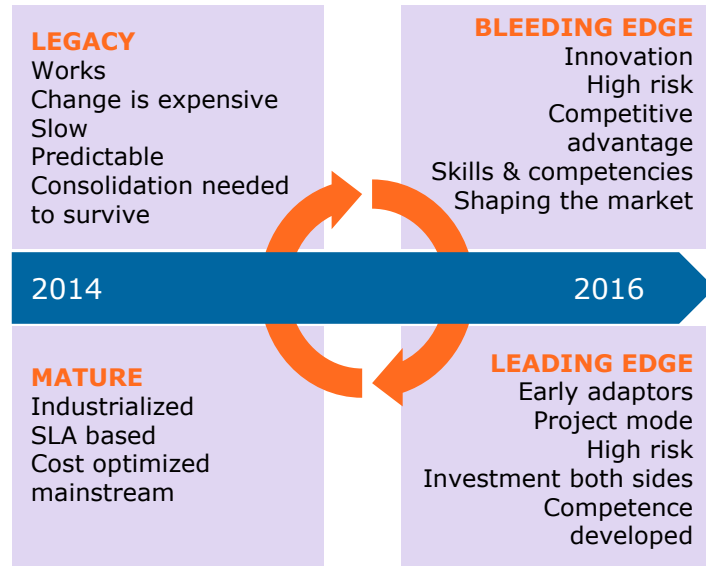 LEGACY
Works
Change is expensive
Slow
Predictable
Consolidation needed
to survive
BLEEDING EDGE
Innovation
High risk
Competitive
advantage
Skills & competencies
Shaping the market
2014
2016
MATURE
Industrialized
SLA based
Cost optimized
mainstream
LEADING EDGE
Early adaptors
Project mode
High risk
Investment both sides
Competence
developed